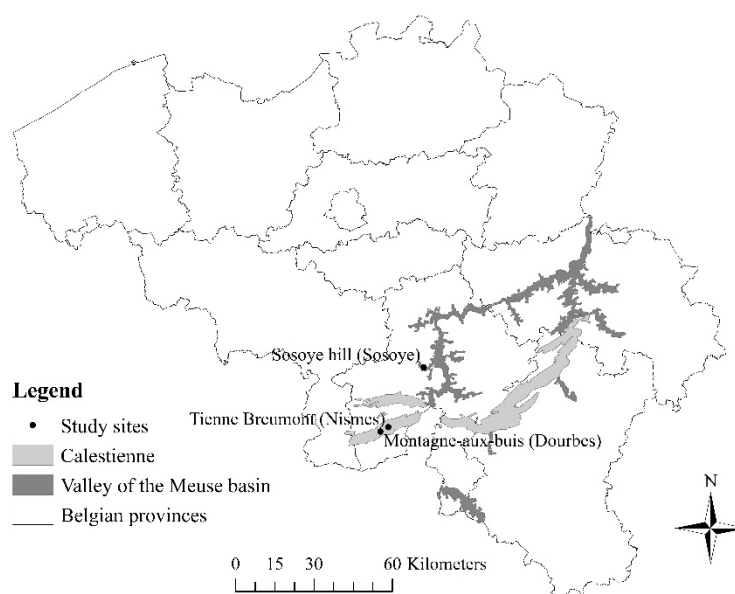 Sosoye hill (Sosoye)
Legend
Tienne Breumont (Nismes)
Study sites
Montagne-aux-buis (Dourbes)
Calestienne
Valley of the Meuse basin
N
Belgian provinces
0 15 30 60 Kilometers